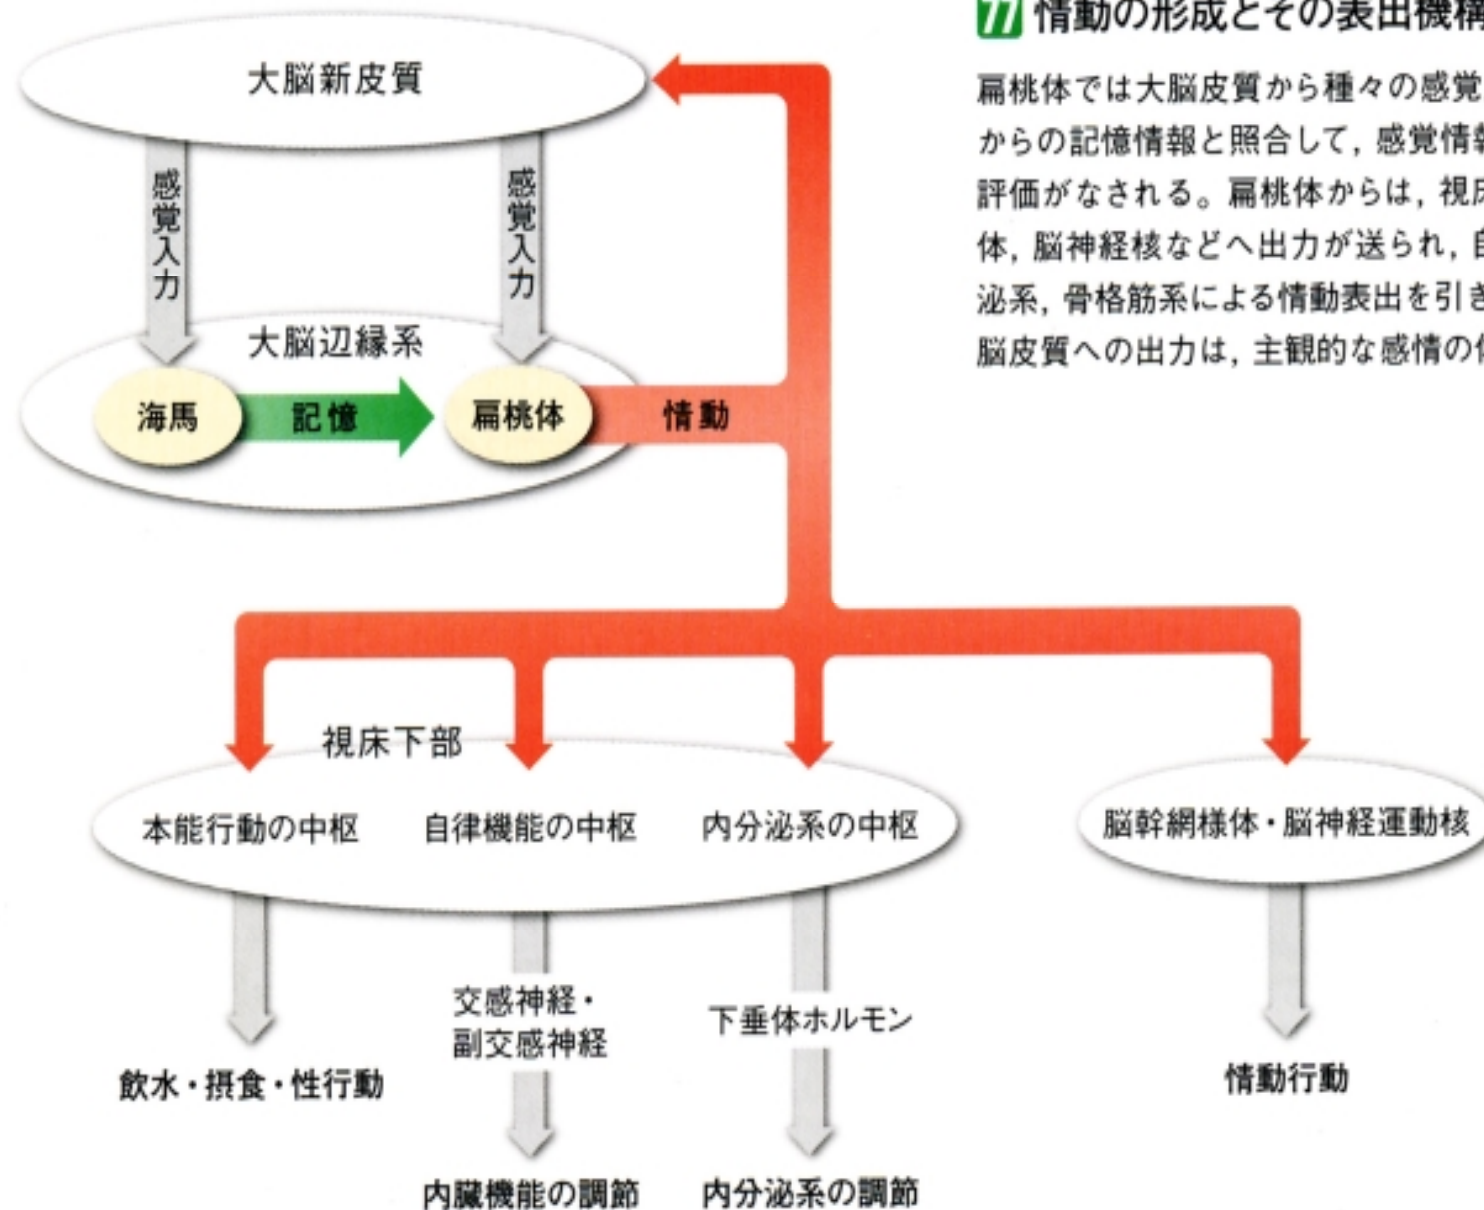 77 情動の形成とその表出機構
扁桃体では大脳皮質から種々の感覚
からの記憶情報と照合して，感覚情報
評価がなされる。扁桃体からは，視床
体，脳神経核などへ出力が送られ，自
泌系，骨格筋系による情動表出を引き
脳皮質への出力は，主観的な感情の
大脳新皮質
感覚入力
感覚入力
大脳辺縁系
海馬
記憶
扁桃体
情動
視床下部
本能行動の中枢
自律機能の中枢
内分泌系の中枢
脳幹網様体・脳神経運動核
交感神経・
副交感神経
下垂体ホルモン
飲水・摂食・性行動
情動行動
内臓機能の調節
内分泌系の調節